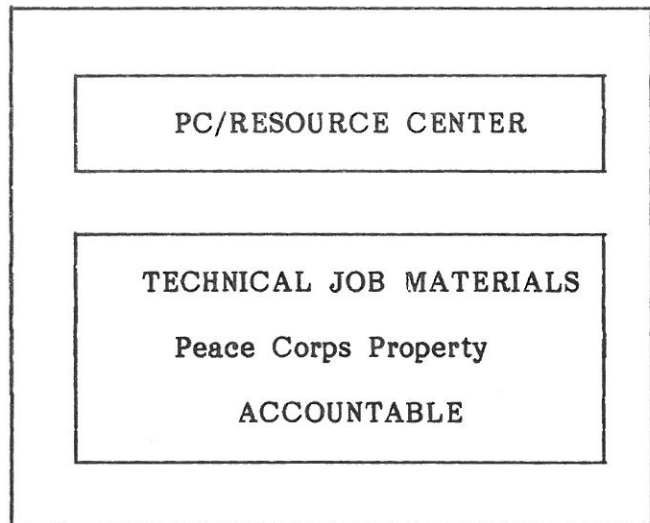 PC/RESOURCE CENTER
TECHNICAL JOB MATERIALS
Peace Corps Property
ACCOUNTABLE